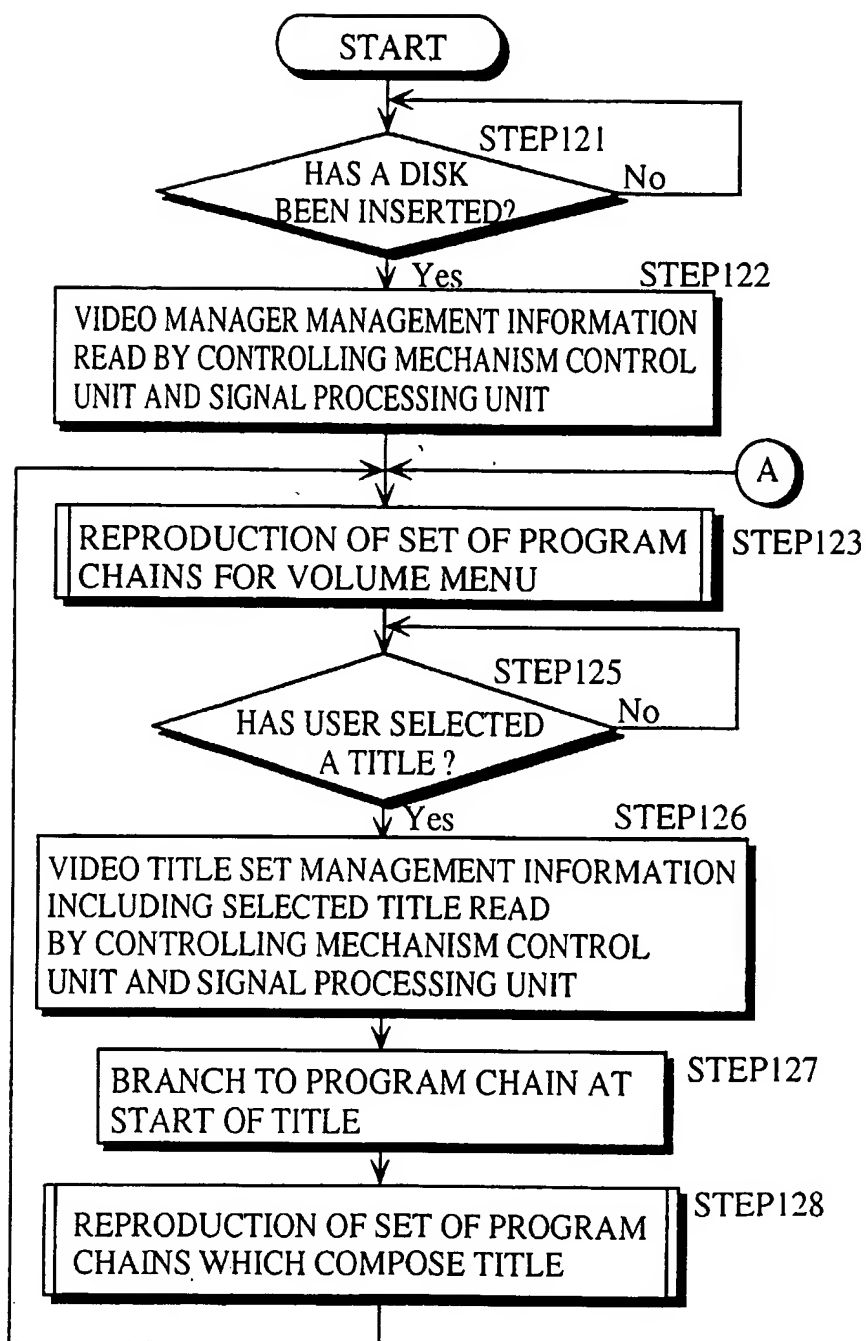 START
STEP121
HAS A DISK
BEEN INSERTED?
No
Yes
STEP122
VIDEO MANAGER MANAGEMENT INFORMATION
READ BY CONTROLLING MECHANISM CONTROL
UNIT AND SIGNAL PROCESSING UNIT
A
REPRODUCTION OF SET OF PROGRAM
CHAINS FOR VOLUME MENU
STEP123
STEP125
HAS USER SELECTED
A TITLE ?
No
Yes
STEP126
VIDEO TITLE SET MANAGEMENT INFORMATION
INCLUDING SELECTED TITLE READ
BY CONTROLLING MECHANISM CONTROL
UNIT AND SIGNAL PROCESSING UNIT
BRANCH TO PROGRAM CHAIN AT
START OF TITLE
STEP127
REPRODUCTION OF SET OF PROGRAM
CHAINS WHICH COMPOSE TITLE
STEP128